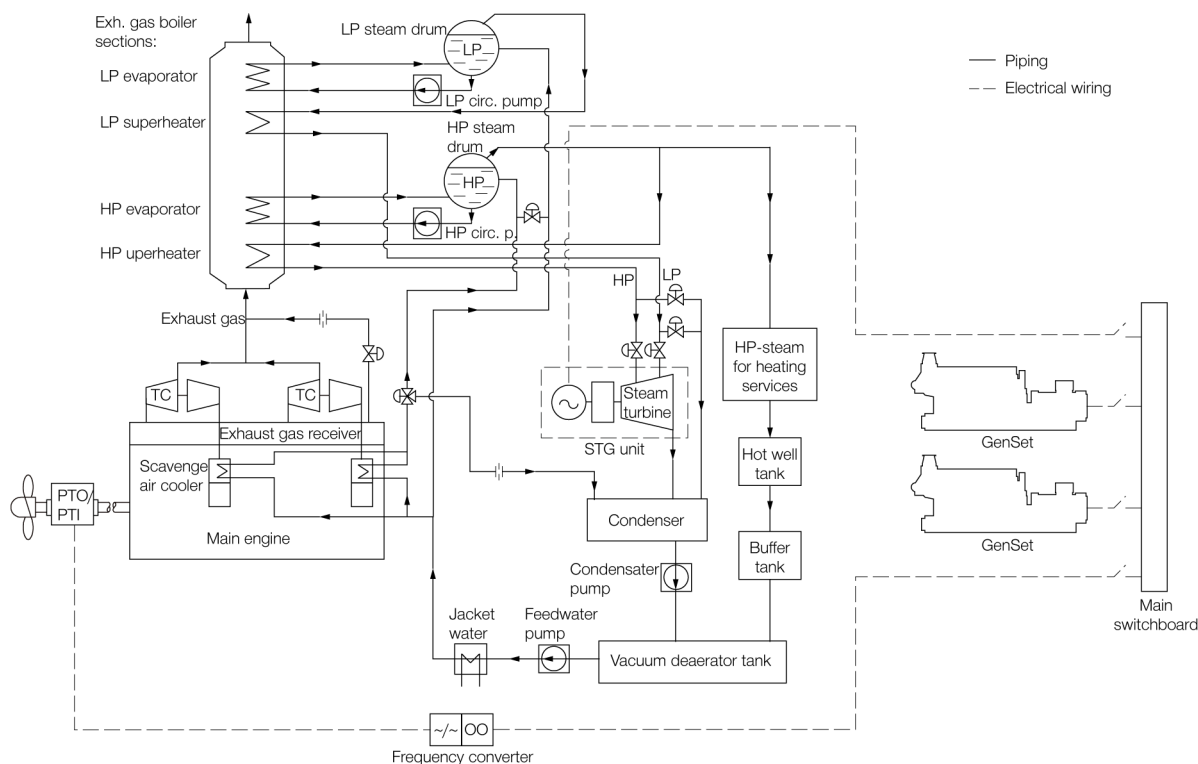 Exh. gas boiler
sections:
LP steam drum
LP
LP evaporator
LP circ. pump
LP superheater
HP steam
drum
HP
HP evaporator
HP circ. p.
HP uperheater
Piping
Electrical wiring
HP
LP
Exhaust gas
TC
TC
Exhaust gas receiver
Scavenge
air cooler
PTO/
PTI
Main engine
~
Steam
turbine
STG unit
HP-steam
for heating
services
Hot well
tank
Condenser
Buffer
tank
Condensater
pump
Jacket
water
Feedwater
pump
Vacuum deaerator tank
GenSet
GenSet
Main
switchboard
~/~ OO
Frequency converter